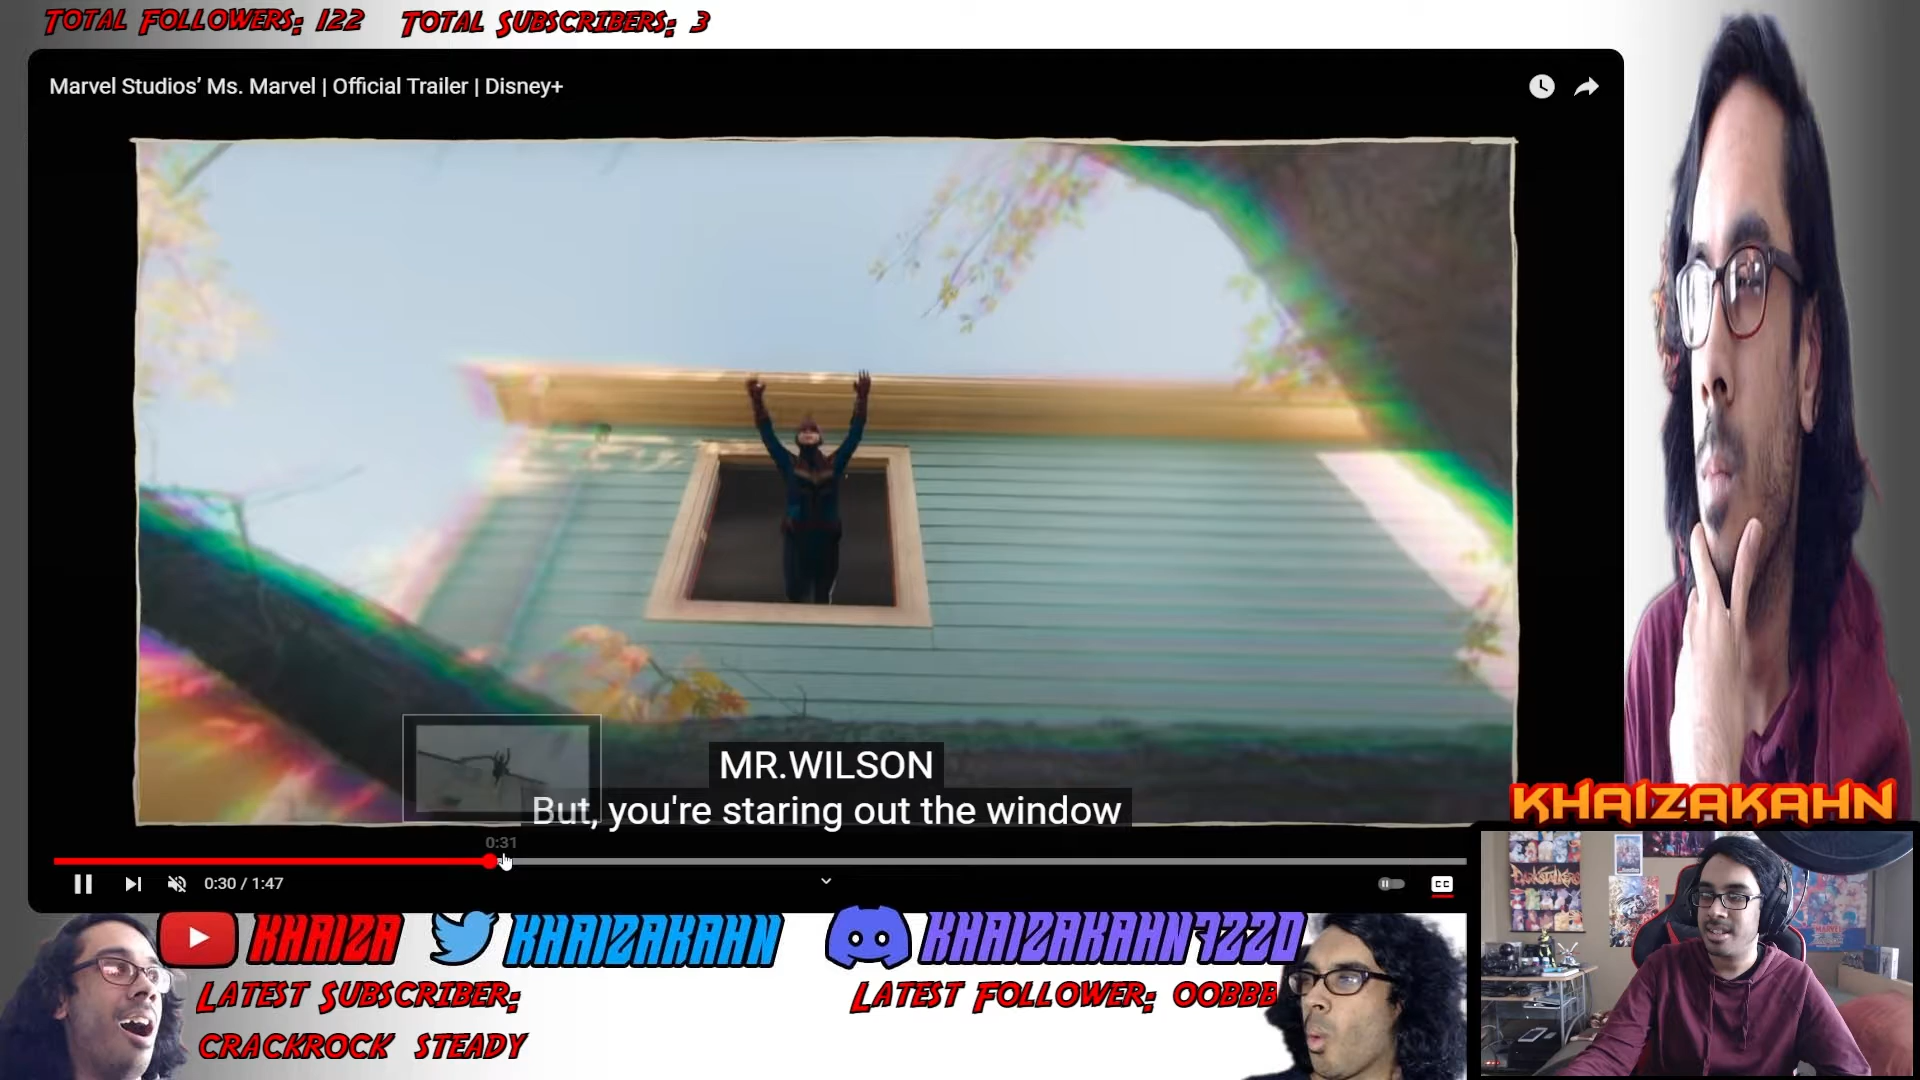 Total Followers: 122
Total Subscribers: 3
Marvel Studios' Ms. Marvel | Official Trailer | Disney+
MR.WILSON
But, you're staring out the window
0:31
0:30 / 1:47
CC
KHAIZAKAHN
KHAIZA
KHAIZAKAHN
KHAIZAKAHN7220
Latest Subscriber:
crackrock steady
Latest Follower: oobbb